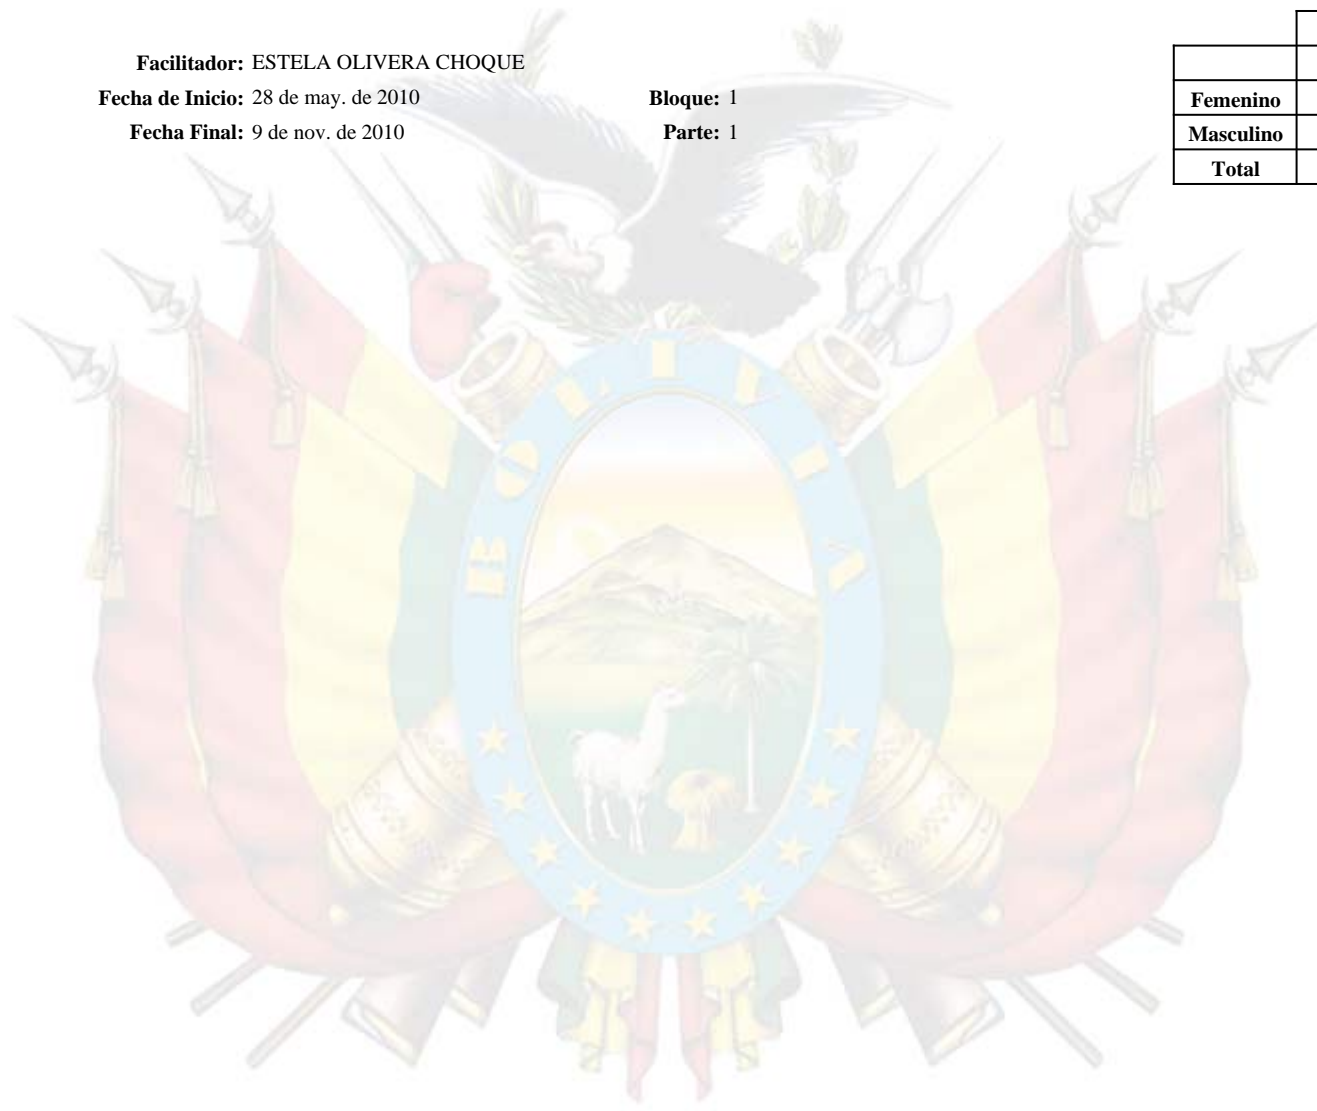 Facilitador: ESTELA OLIVERA CHOQUE
Fecha de Inicio: 28 de may. de 2010
Bloque: 1
Fecha Final: 9 de nov. de 2010
Parte: 1
Femenino
Masculino
Total
BOLIVIA